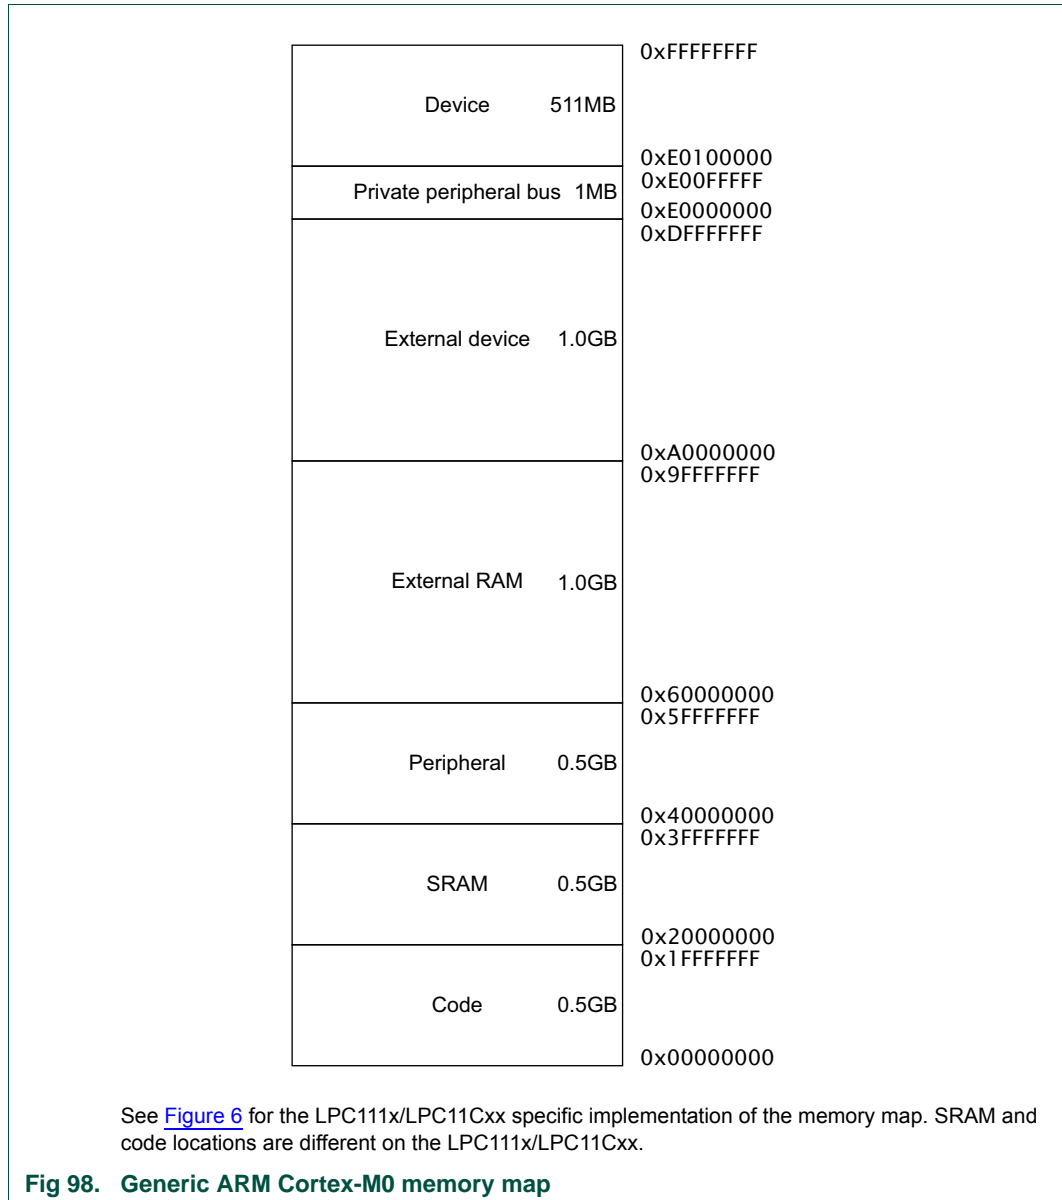 0xFFFFFFFF
Device 511MB
0xE0100000
0xE00FFFFF
Private peripheral bus 1MB
0xE0000000
0xDFFFFFFF
External device 1.0GB
0xA0000000
0x9FFFFFFF
External RAM 1.0GB
0x60000000
0x5FFFFFFF
Peripheral 0.5GB
0x40000000
0x3FFFFFFF
SRAM 0.5GB
0x20000000
0x1FFFFFFF
Code 0.5GB
0x00000000
See Figure 6 for the LPC111x/LPC11Cxx specific implementation of the memory map. SRAM and
code locations are different on the LPC111x/LPC11Cxx.
Fig 98. Generic ARM Cortex-M0 memory map